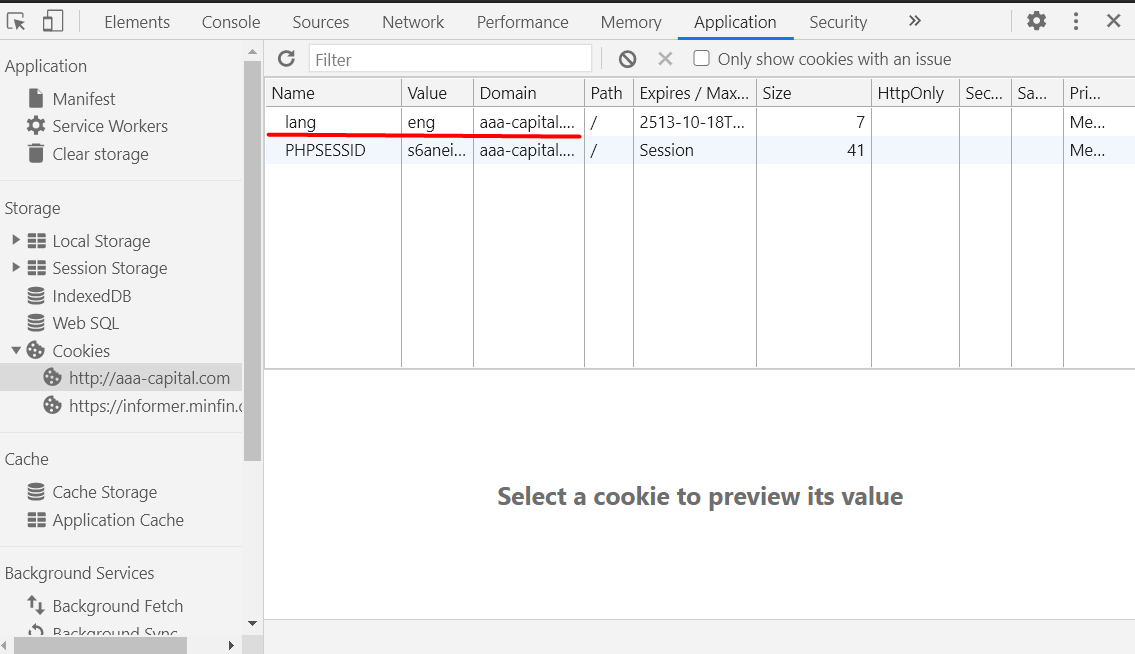 Elements Console Sources Network Performance Memory Application Security »
Application
Manifest
Service Workers
Clear storage
Storage
Local Storage
Session Storage
IndexedDB
Web SQL
Cookies
http://aaa-capital.com
https://informer.minfin.c
Cache
Cache Storage
Application Cache
Background Services
Background Fetch
Background Sync
Filter Only show cookies with an issue
Name Value Domain Path Expires / Max... Size HttpOnly Sec... Sa... Pri...
lang eng aaa-capital.... / 2513-10-18T... 7 Me...
PHPSESSID s6anei... aaa-capital.... / Session 41 Me...
Select a cookie to preview its value